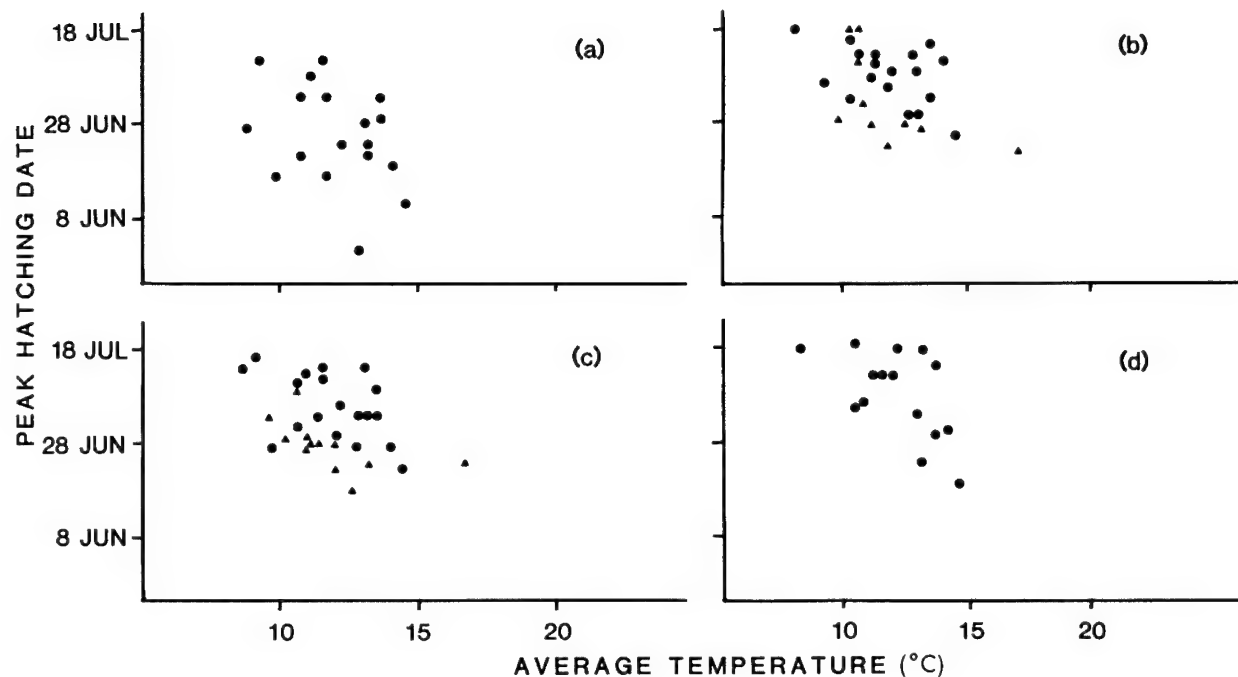 18 JUL
28 JUN
8 JUN
(a)
(b)
18 JUL
28 JUN
8 JUN
10
15
20
(c)
10
15
20
(d)
PEAK HATCHING DATE
AVERAGE TEMPERATURE (°C)